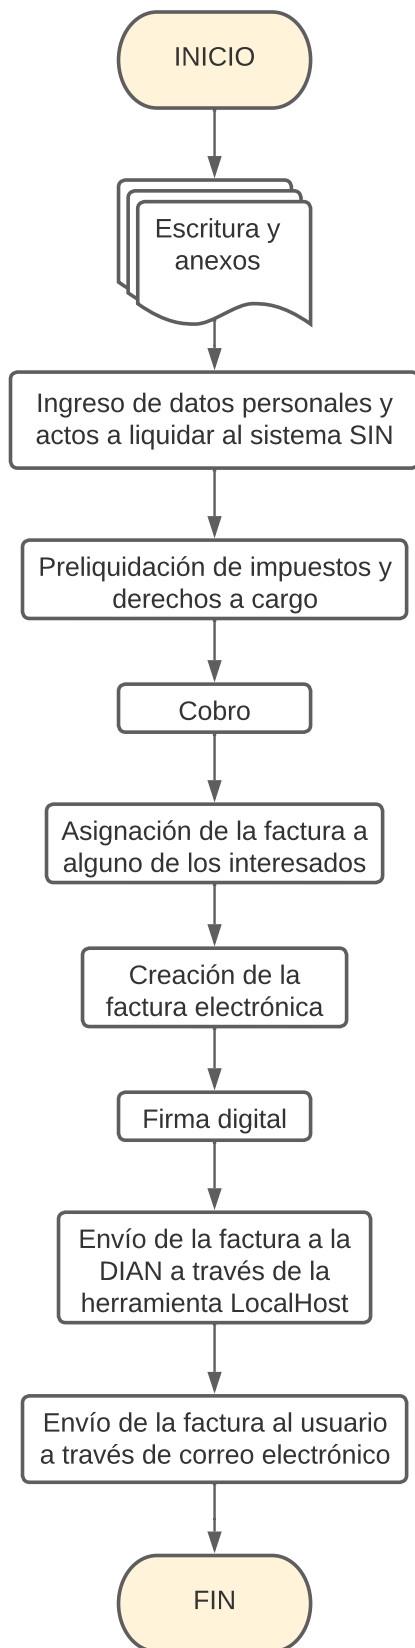 INICIO
Escritura y
anexos
Ingreso de datos personales y
actos a liquidar al sistema SIN
Preliquidación de impuestos y
derechos a cargo
Cobro
Asignación de la factura a
alguno de los interesados
Creación de la
factura electrónica
Firma digital
Envío de la factura a la
DIAN a través de la
herramienta LocalHost
Envío de la factura al usuario
a través de correo electrónico
FIN